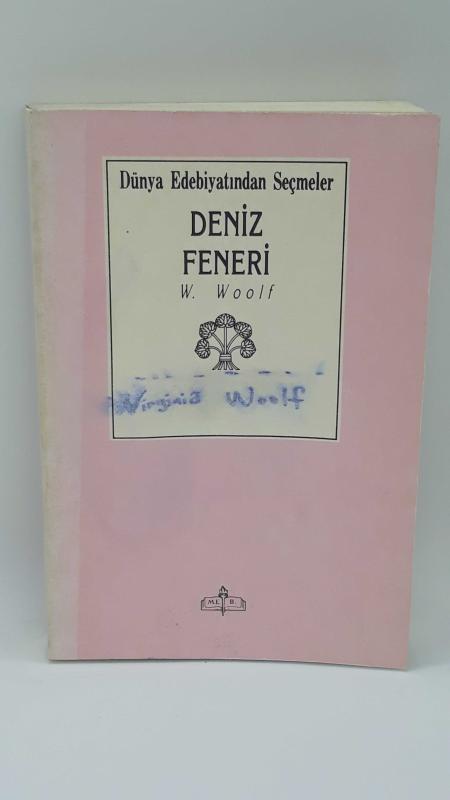 Dünya Edebiyatından Seçmeler
DENİZ
FENERİ
W. Woolf
Virginia Woolf
M.E. B.